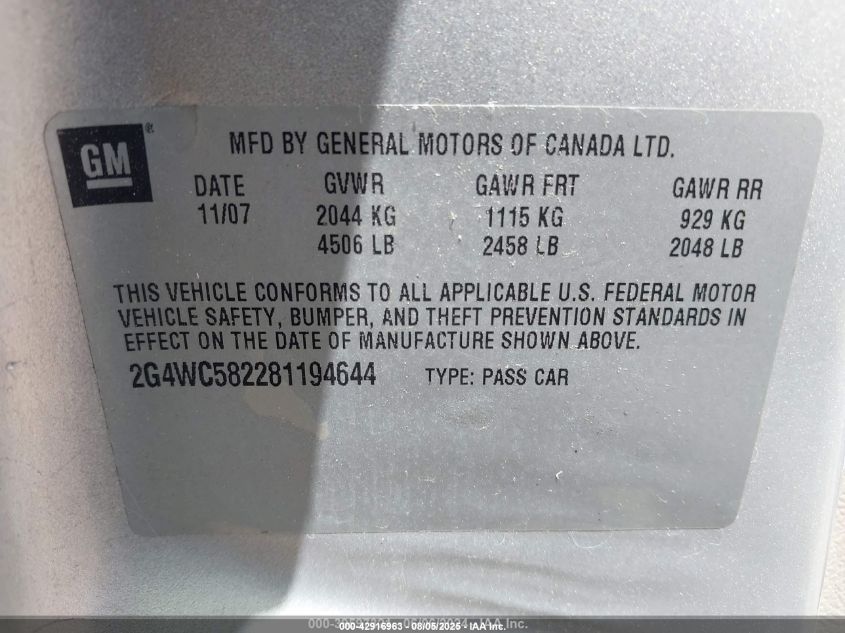 GM ®
MFD BY GENERAL MOTORS OF CANADA LTD.
DATE GVWR GAWR FRT GAWR RR
11/07 2044 KG 1115 KG 929 KG
4506 LB 2458 LB 2048 LB
THIS VEHICLE CONFORMS TO ALL APPLICABLE U.S. FEDERAL MOTOR
VEHICLE SAFETY, BUMPER, AND THEFT PREVENTION STANDARDS IN
EFFECT ON THE DATE OF MANUFACTURE SHOWN ABOVE.
2G4WC582281194644 TYPE: PASS CAR
000-42916963 - 08/05/2025 - IAA Inc.